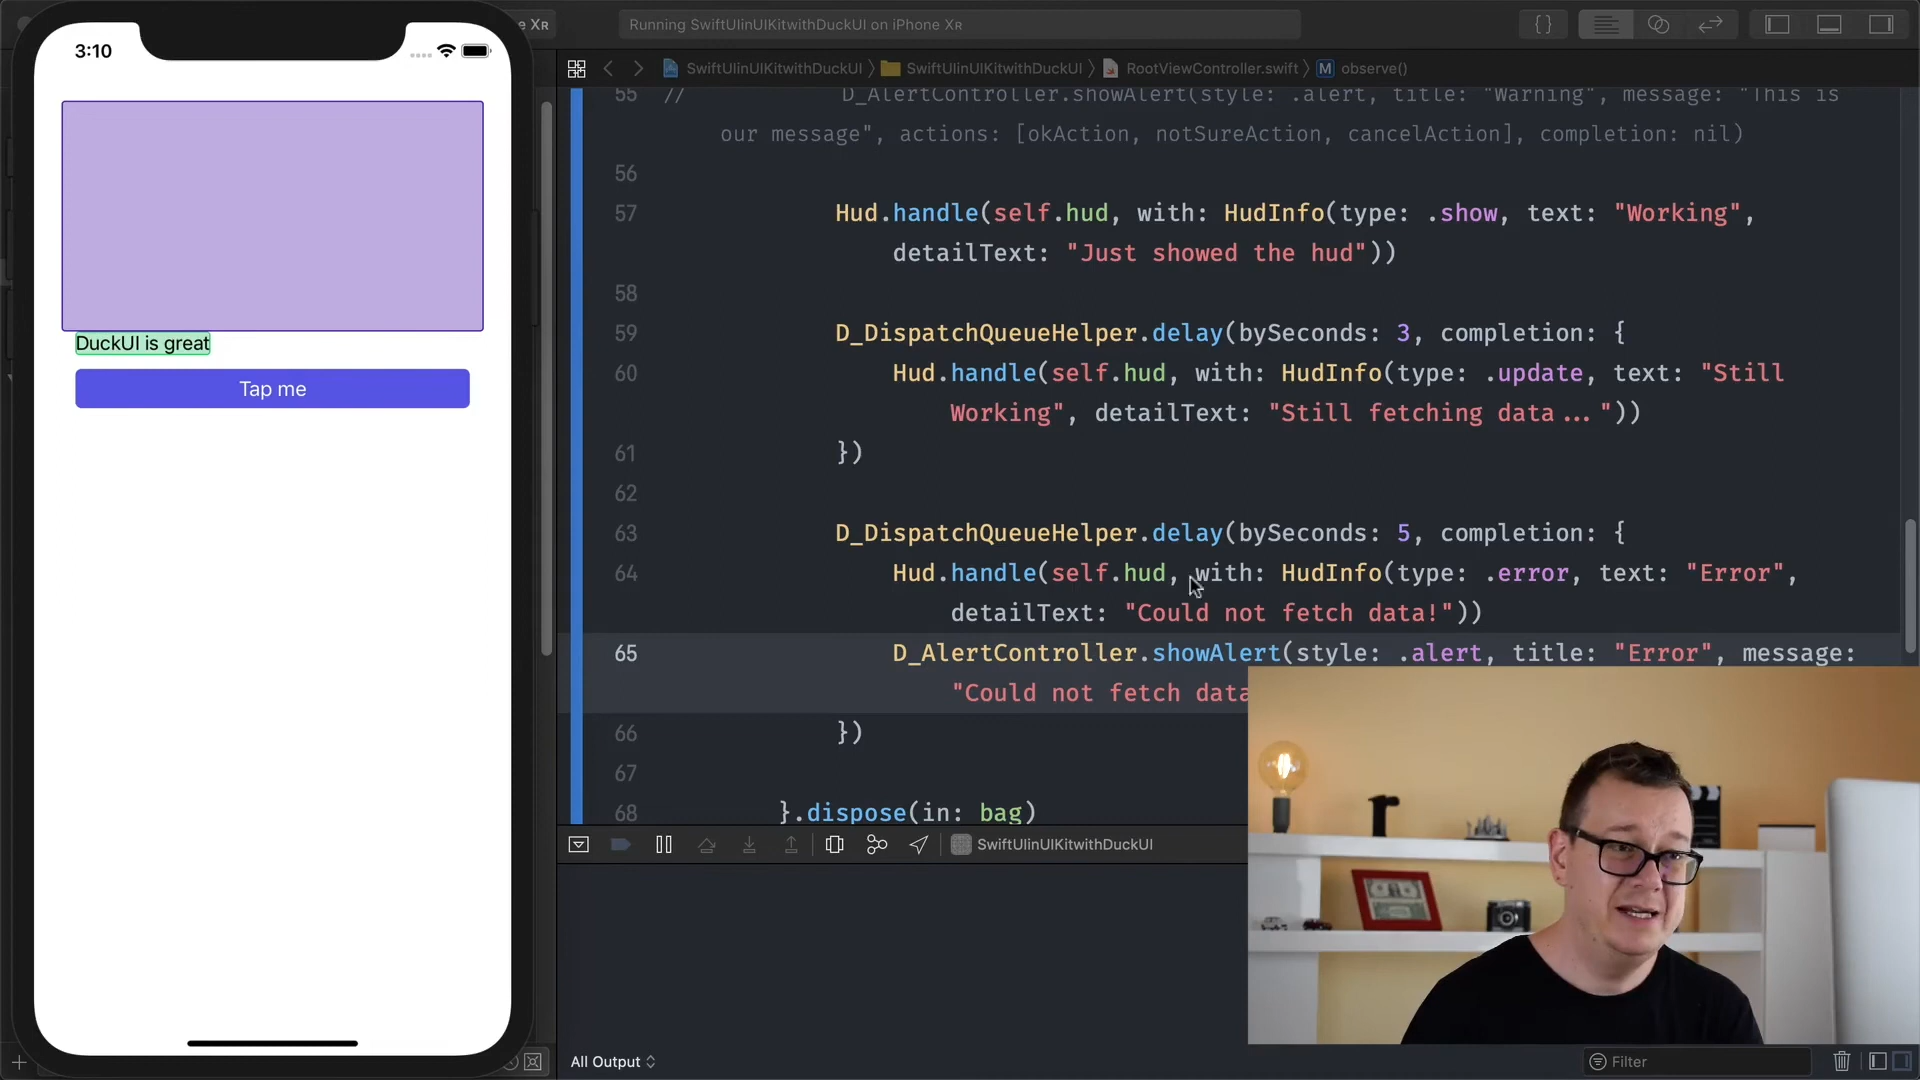 3:10
DuckUI is great
Tap me
e XR
Running SwiftUIinUIKitwithDuckUI on iPhone XR
SwiftUIinUIKitwithDuckUI
SwiftUIinUIKitwithDuckUI
RootViewController.swift
M observe()
55 // D_AlertController.showAlert(style: .alert, title: "Warning", message: "This is
our message", actions: [okAction, notSureAction, cancelAction], completion: nil)
56
57 Hud.handle(self.hud, with: HudInfo(type: .show, text: "Working",
detailText: "Just showed the hud"))
58
59 D_DispatchQueueHelper.delay(bySeconds: 3, completion: {
60 Hud.handle(self.hud, with: HudInfo(type: .update, text: "Still
Working", detailText: "Still fetching data..."))
61 })
62
63 D_DispatchQueueHelper.delay(bySeconds: 5, completion: {
64 Hud.handle(self.hud, with: HudInfo(type: .error, text: "Error",
detailText: "Could not fetch data!"))
65 D_AlertController.showAlert(style: .alert, title: "Error", message:
"Could not fetch data
66 })
67
68 }.dispose(in: bag)
SwiftUIinUIKitwithDuckUI
All Output
Filter